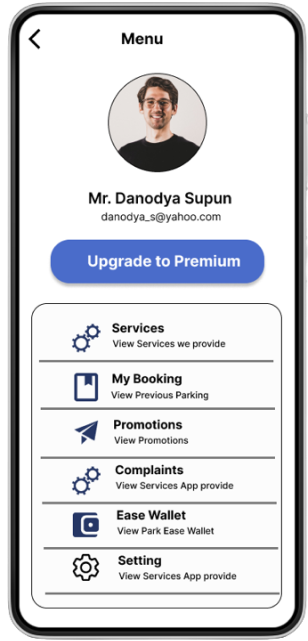 Menu
Mr. Danodya Supun
danodya_s@yahoo.com
Upgrade to Premium
Services
View Services we provide
My Booking
View Previous Parking
Promotions
View Promotions
Complaints
View Services App provide
Ease Wallet
View Park Ease Wallet
Setting
View Services App provide